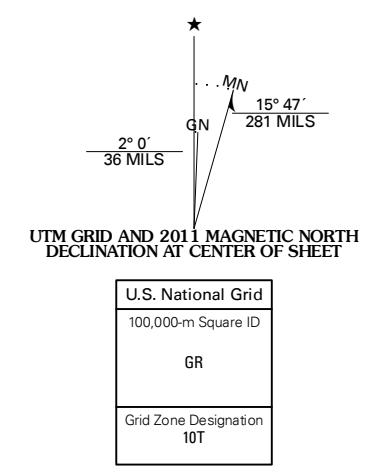 ★
MN
15° 47´
281 MILS
GN
2° 0´
36 MILS
UTM GRID AND 2011 MAGNETIC NORTH
DECLINATION AT CENTER OF SHEET
U.S. National Grid
100,000-m Square ID
GR
Grid Zone Designation
10T